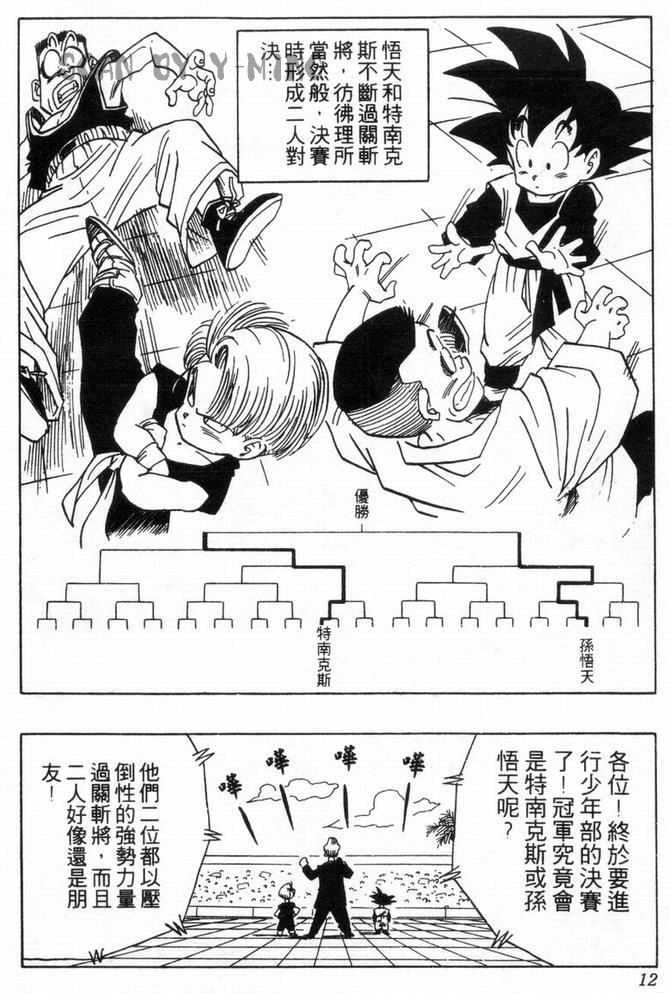 悟天和特南克
斯不斷過關斬
將，彷彿理所
當然般，決賽
時形成二人對
決…
優勝
特南克斯
孫悟天
各位！終於要進
行少年部的決賽
了！冠軍究竟會
是特南克斯或孫
悟天呢？
嘩
嘩
嘩
嘩
他們二位都以壓
倒性的強勢力量
過關斬將，而且
二人好像還是朋
友！
12